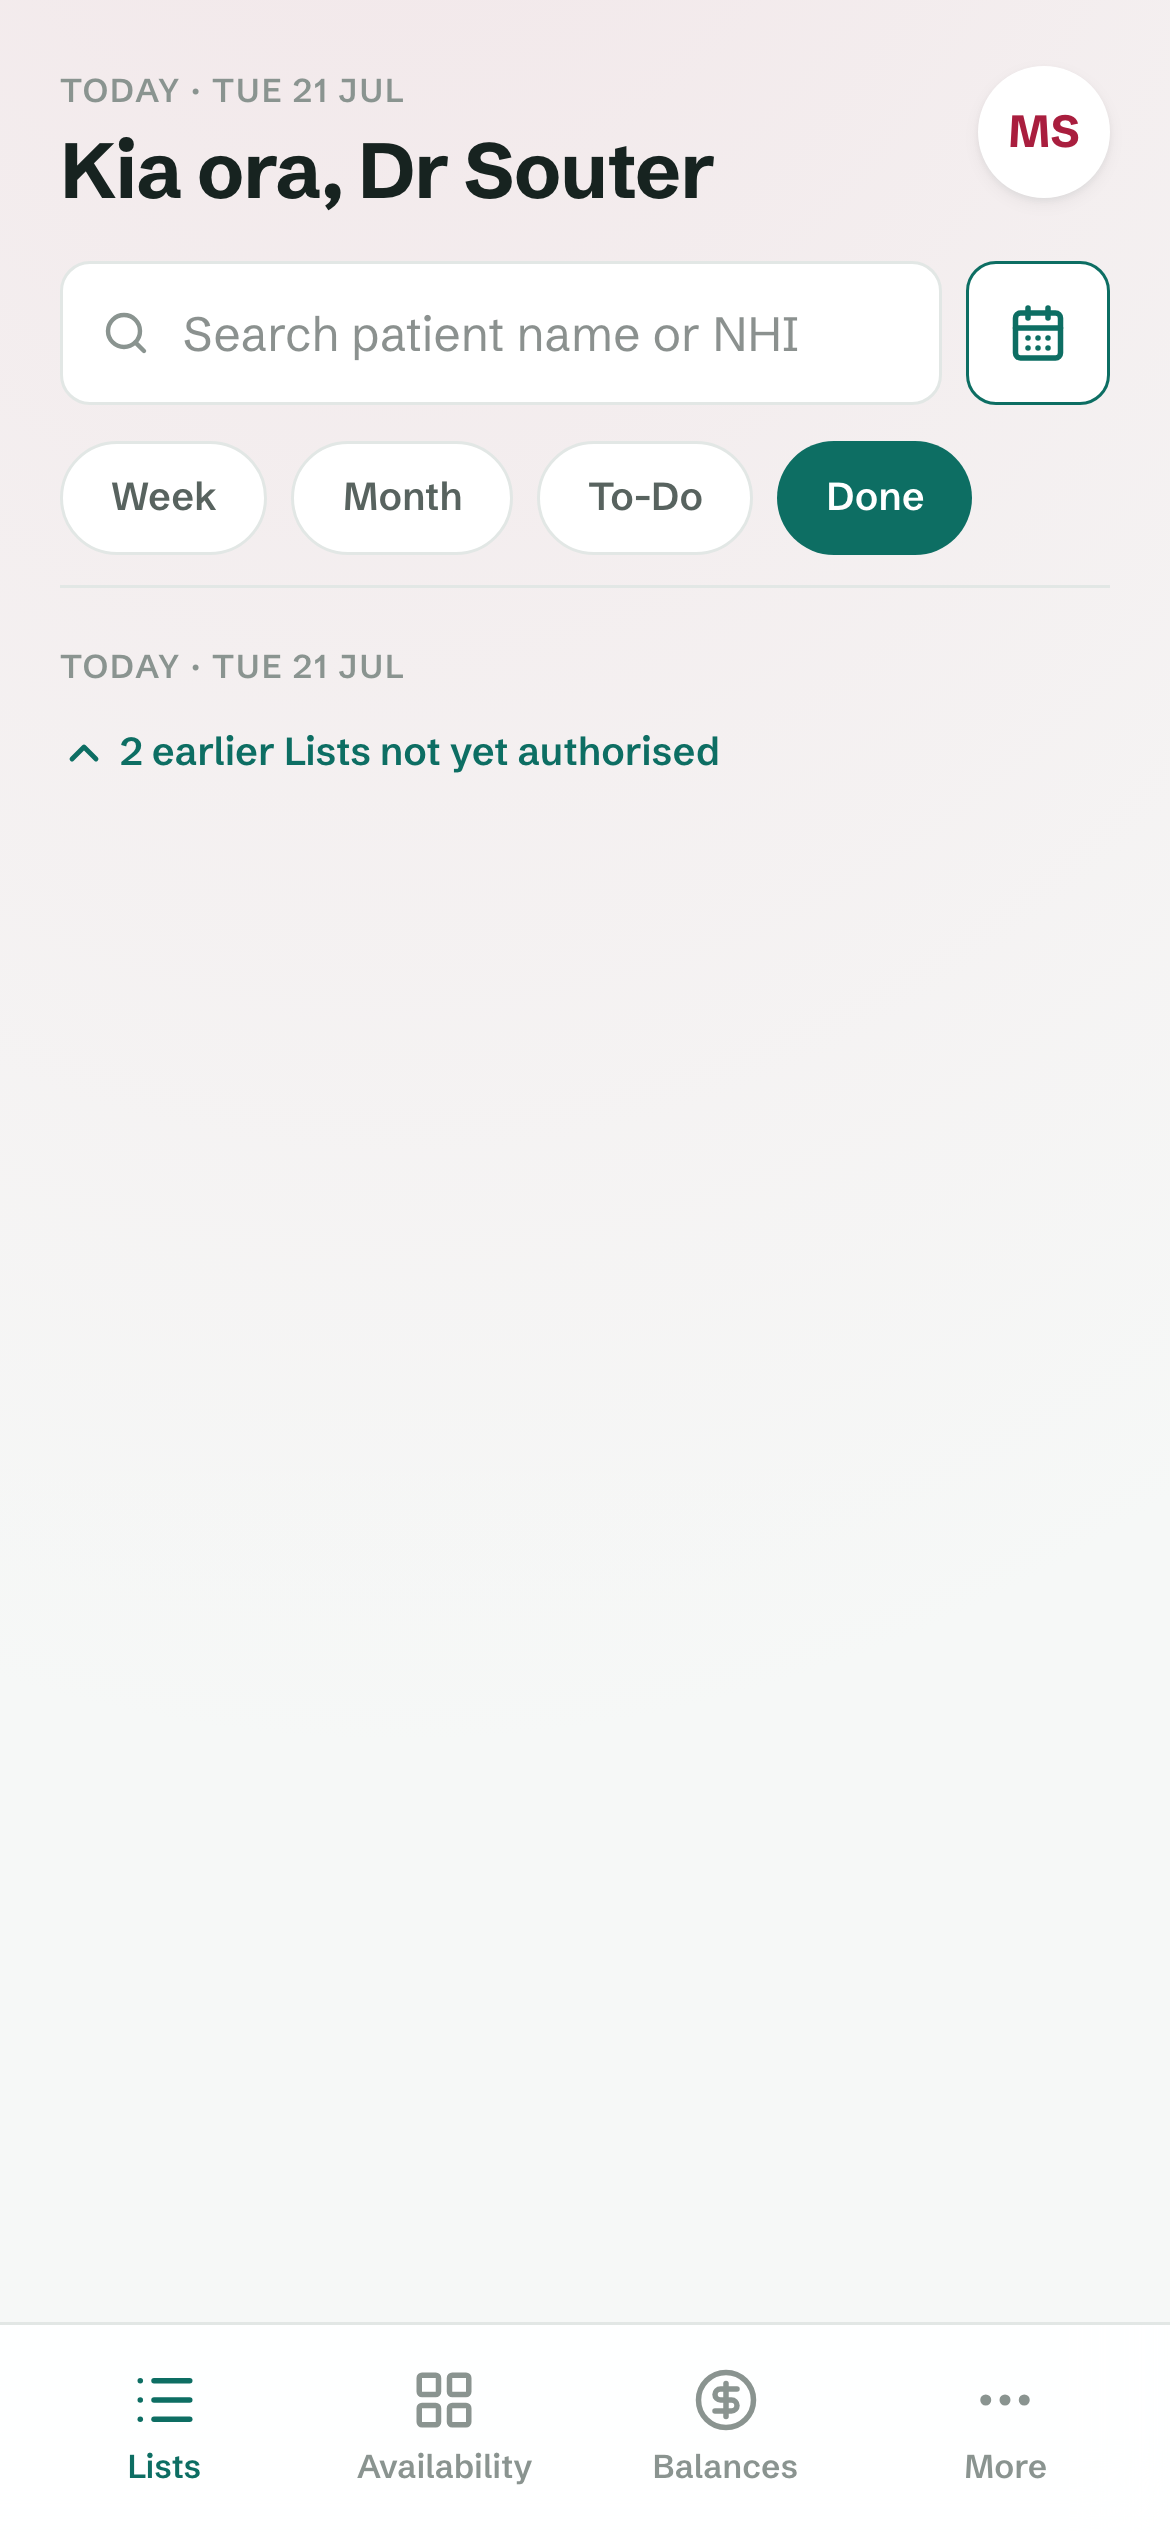 TODAY · TUE 21 JUL
Kia ora, Dr Souter
MS
Search patient name or NHI
Week
Month
To-Do
Done
TODAY · TUE 21 JUL
2 earlier Lists not yet authorised
Lists
Availability
Balances
More